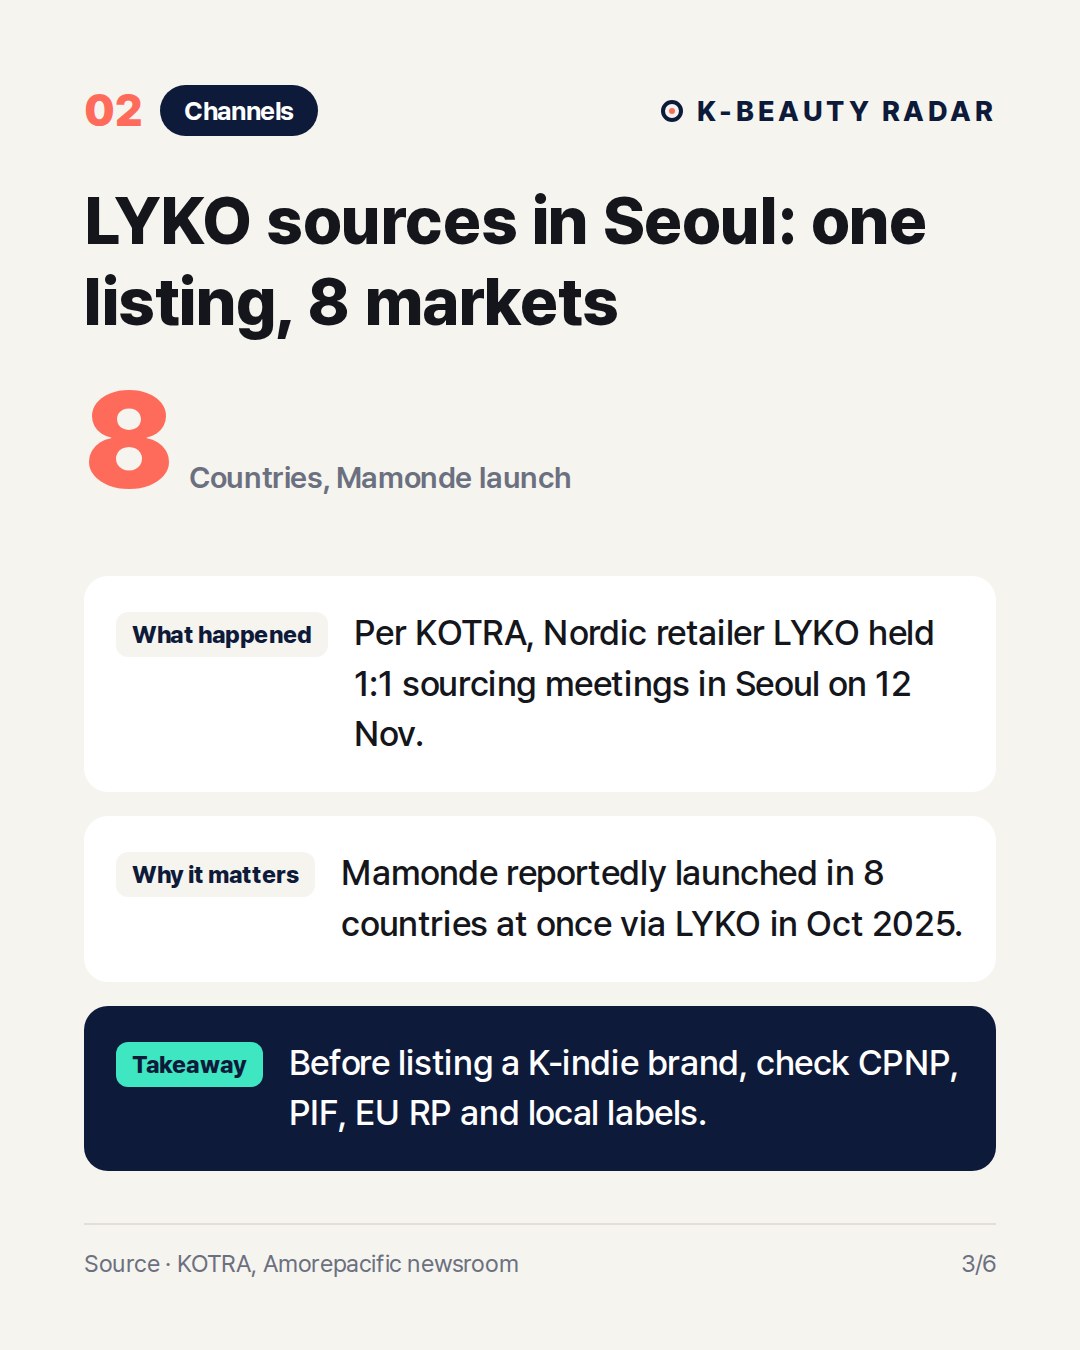 02 Channels
K-BEAUTY RADAR
LYKO sources in Seoul: one
listing, 8 markets
8 Countries, Mamonde launch
What happened
Per KOTRA, Nordic retailer LYKO held
1:1 sourcing meetings in Seoul on 12
Nov.
Why it matters
Mamonde reportedly launched in 8
countries at once via LYKO in Oct 2025.
Takeaway
Before listing a K-indie brand, check CPNP,
PIF, EU RP and local labels.
Source · KOTRA, Amorepacific newsroom
3/6